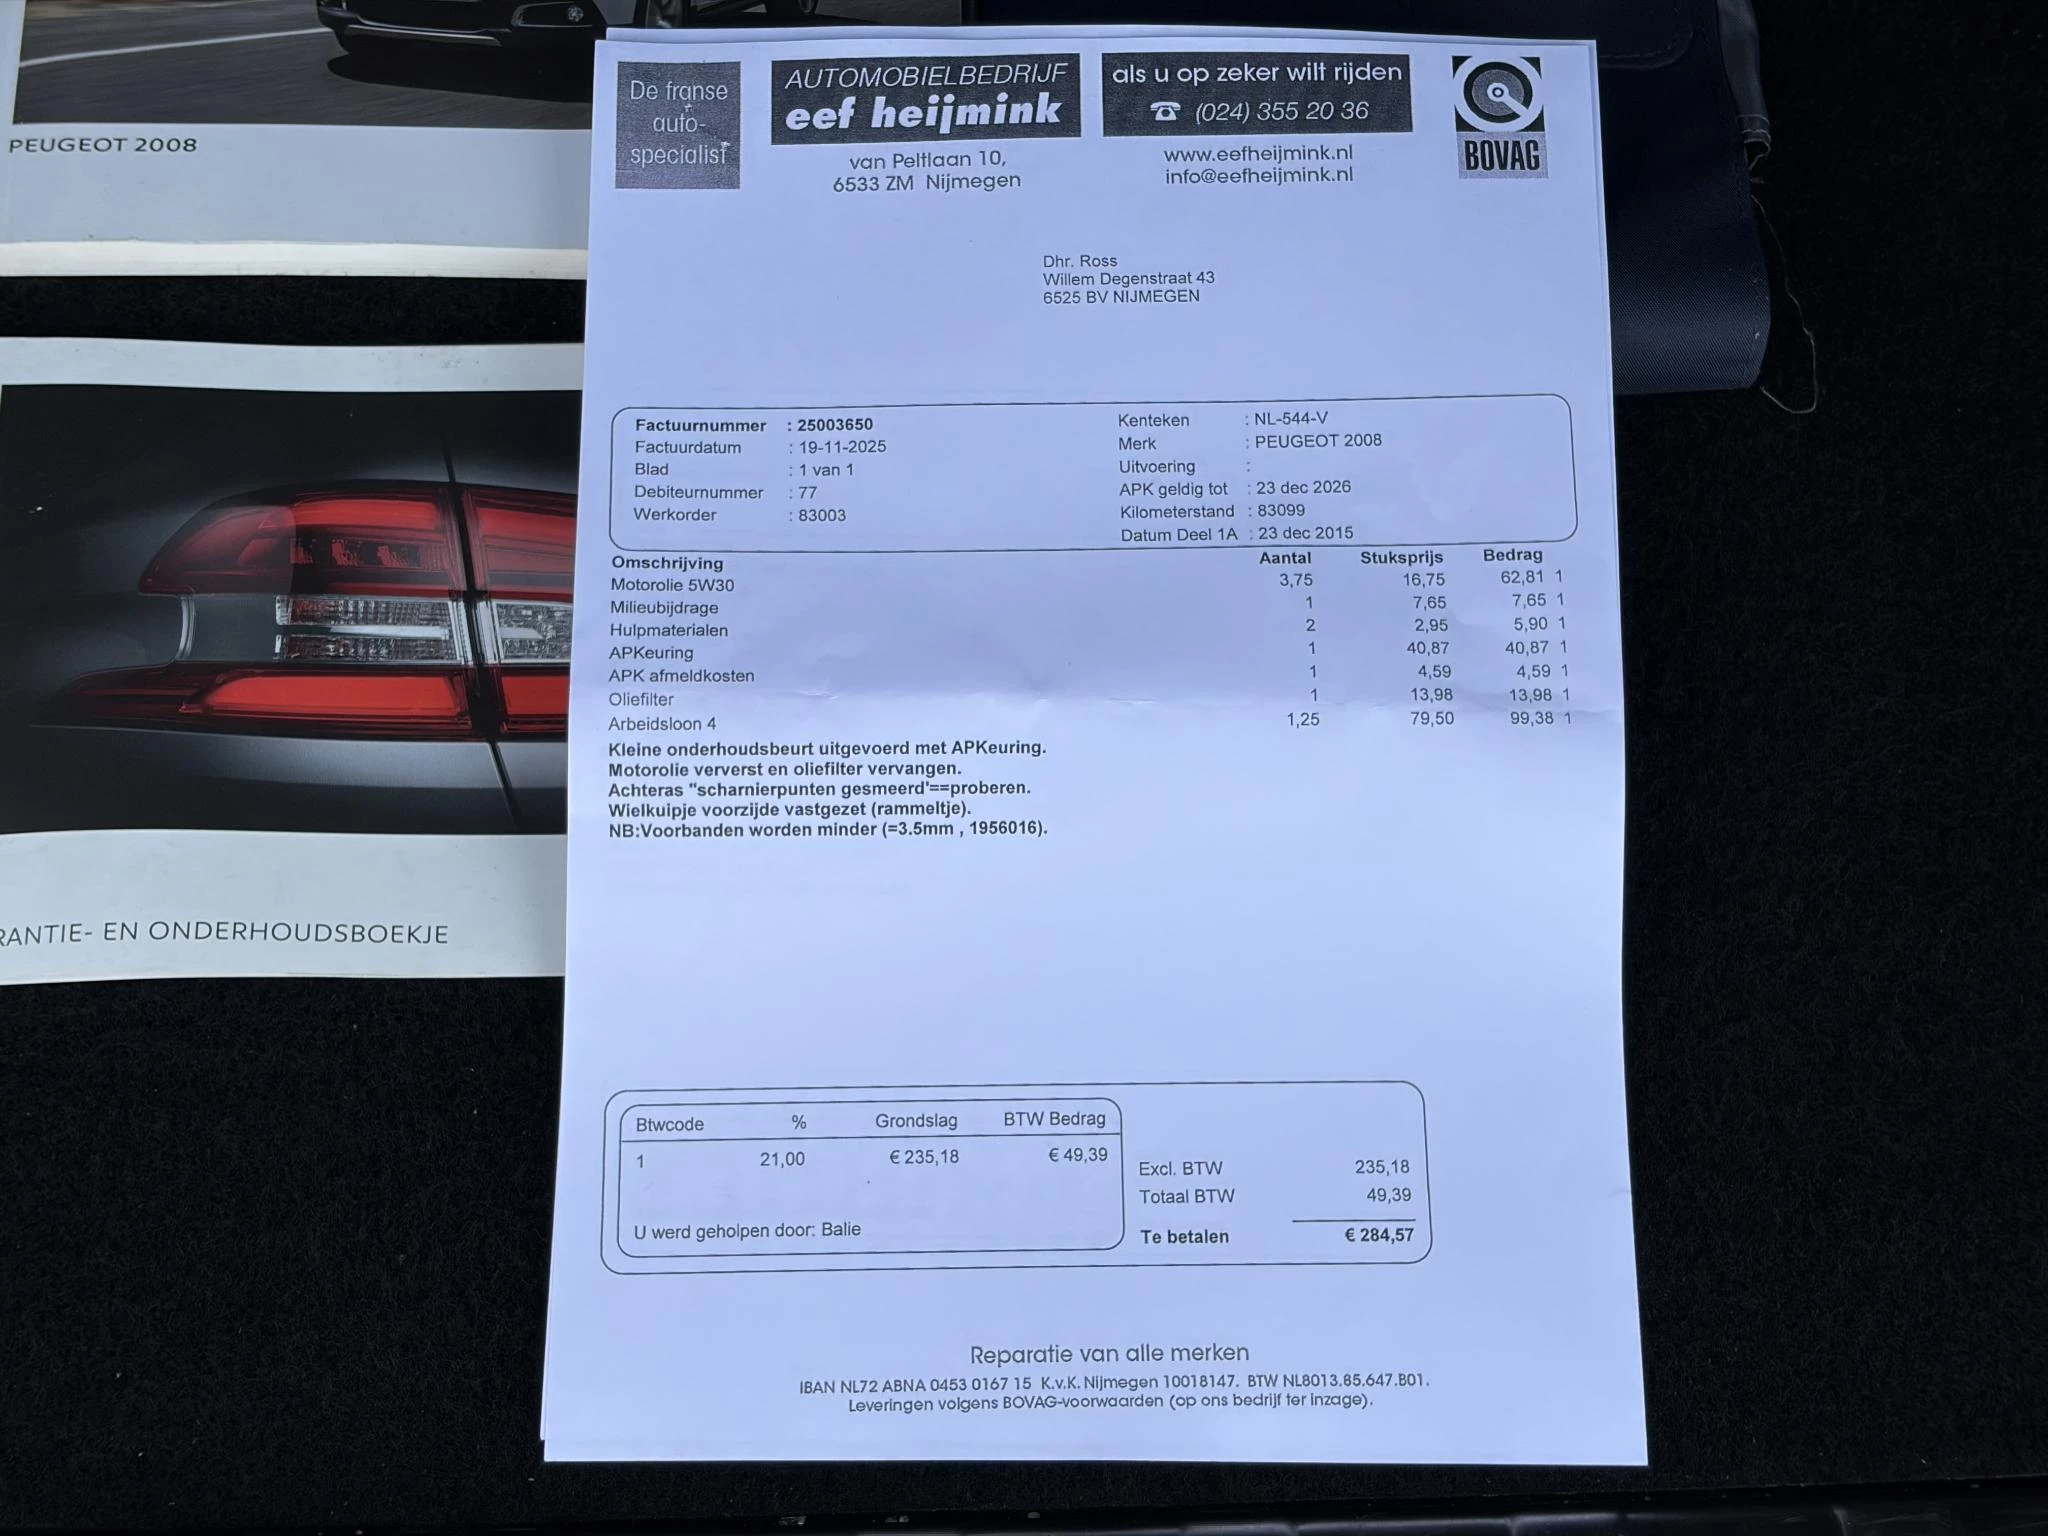 PEUGEOT 2008
RANTIE- EN ONDERHOUDSBOEKJE
De franse
auto-
specialist
AUTOMOBIELBEDRIJF
eef heijmink
van Peltlaan 10,
6533 ZM Nijmegen
als u op zeker wilt rijden
(024) 355 20 36
www.eefheijmink.nl
info@eefheijmink.nl
BOVAG
Dhr. Ross
Willem Degenstraat 43
6525 BV NIJMEGEN
Factuurnummer : 25003650
Factuurdatum : 19-11-2025
Blad : 1 van 1
Debiteurnummer : 77
Werkorder : 83003
Kenteken : NL-544-V
Merk : PEUGEOT 2008
Uitvoering :
APK geldig tot : 23 dec 2026
Kilometerstand : 83099
Datum Deel 1A : 23 dec 2015
Omschrijving Aantal Stuksprijs Bedrag
Motorolie 5W30 3,75 16,75 62,81 1
Milieubijdrage 1 7,65 7,65 1
Hulpmaterialen 2 2,95 5,90 1
APKeuring 1 40,87 40,87 1
APK afmeldkosten 1 4,59 4,59 1
Oliefilter 1 13,98 13,98 1
Arbeidsloon 4 1,25 79,50 99,38 1
Kleine onderhoudsbeurt uitgevoerd met APKeuring.
Motorolie ververst en oliefilter vervangen.
Achteras "scharnierpunten gesmeerd'==proberen.
Wielkuipje voorzijde vastgezet (rammeltje).
NB:Voorbanden worden minder (=3.5mm , 1956016).
Btwcode % Grondslag BTW Bedrag
1 21,00 € 235,18 € 49,39
U werd geholpen door: Balie
Excl. BTW 235,18
Totaal BTW 49,39
Te betalen € 284,57
Reparatie van alle merken
IBAN NL72 ABNA 0453 0167 15 K.v.K. Nijmegen 10018147. BTW NL8013.85.647.B01.
Leveringen volgens BOVAG-voorwaarden (op ons bedrijf ter inzage).